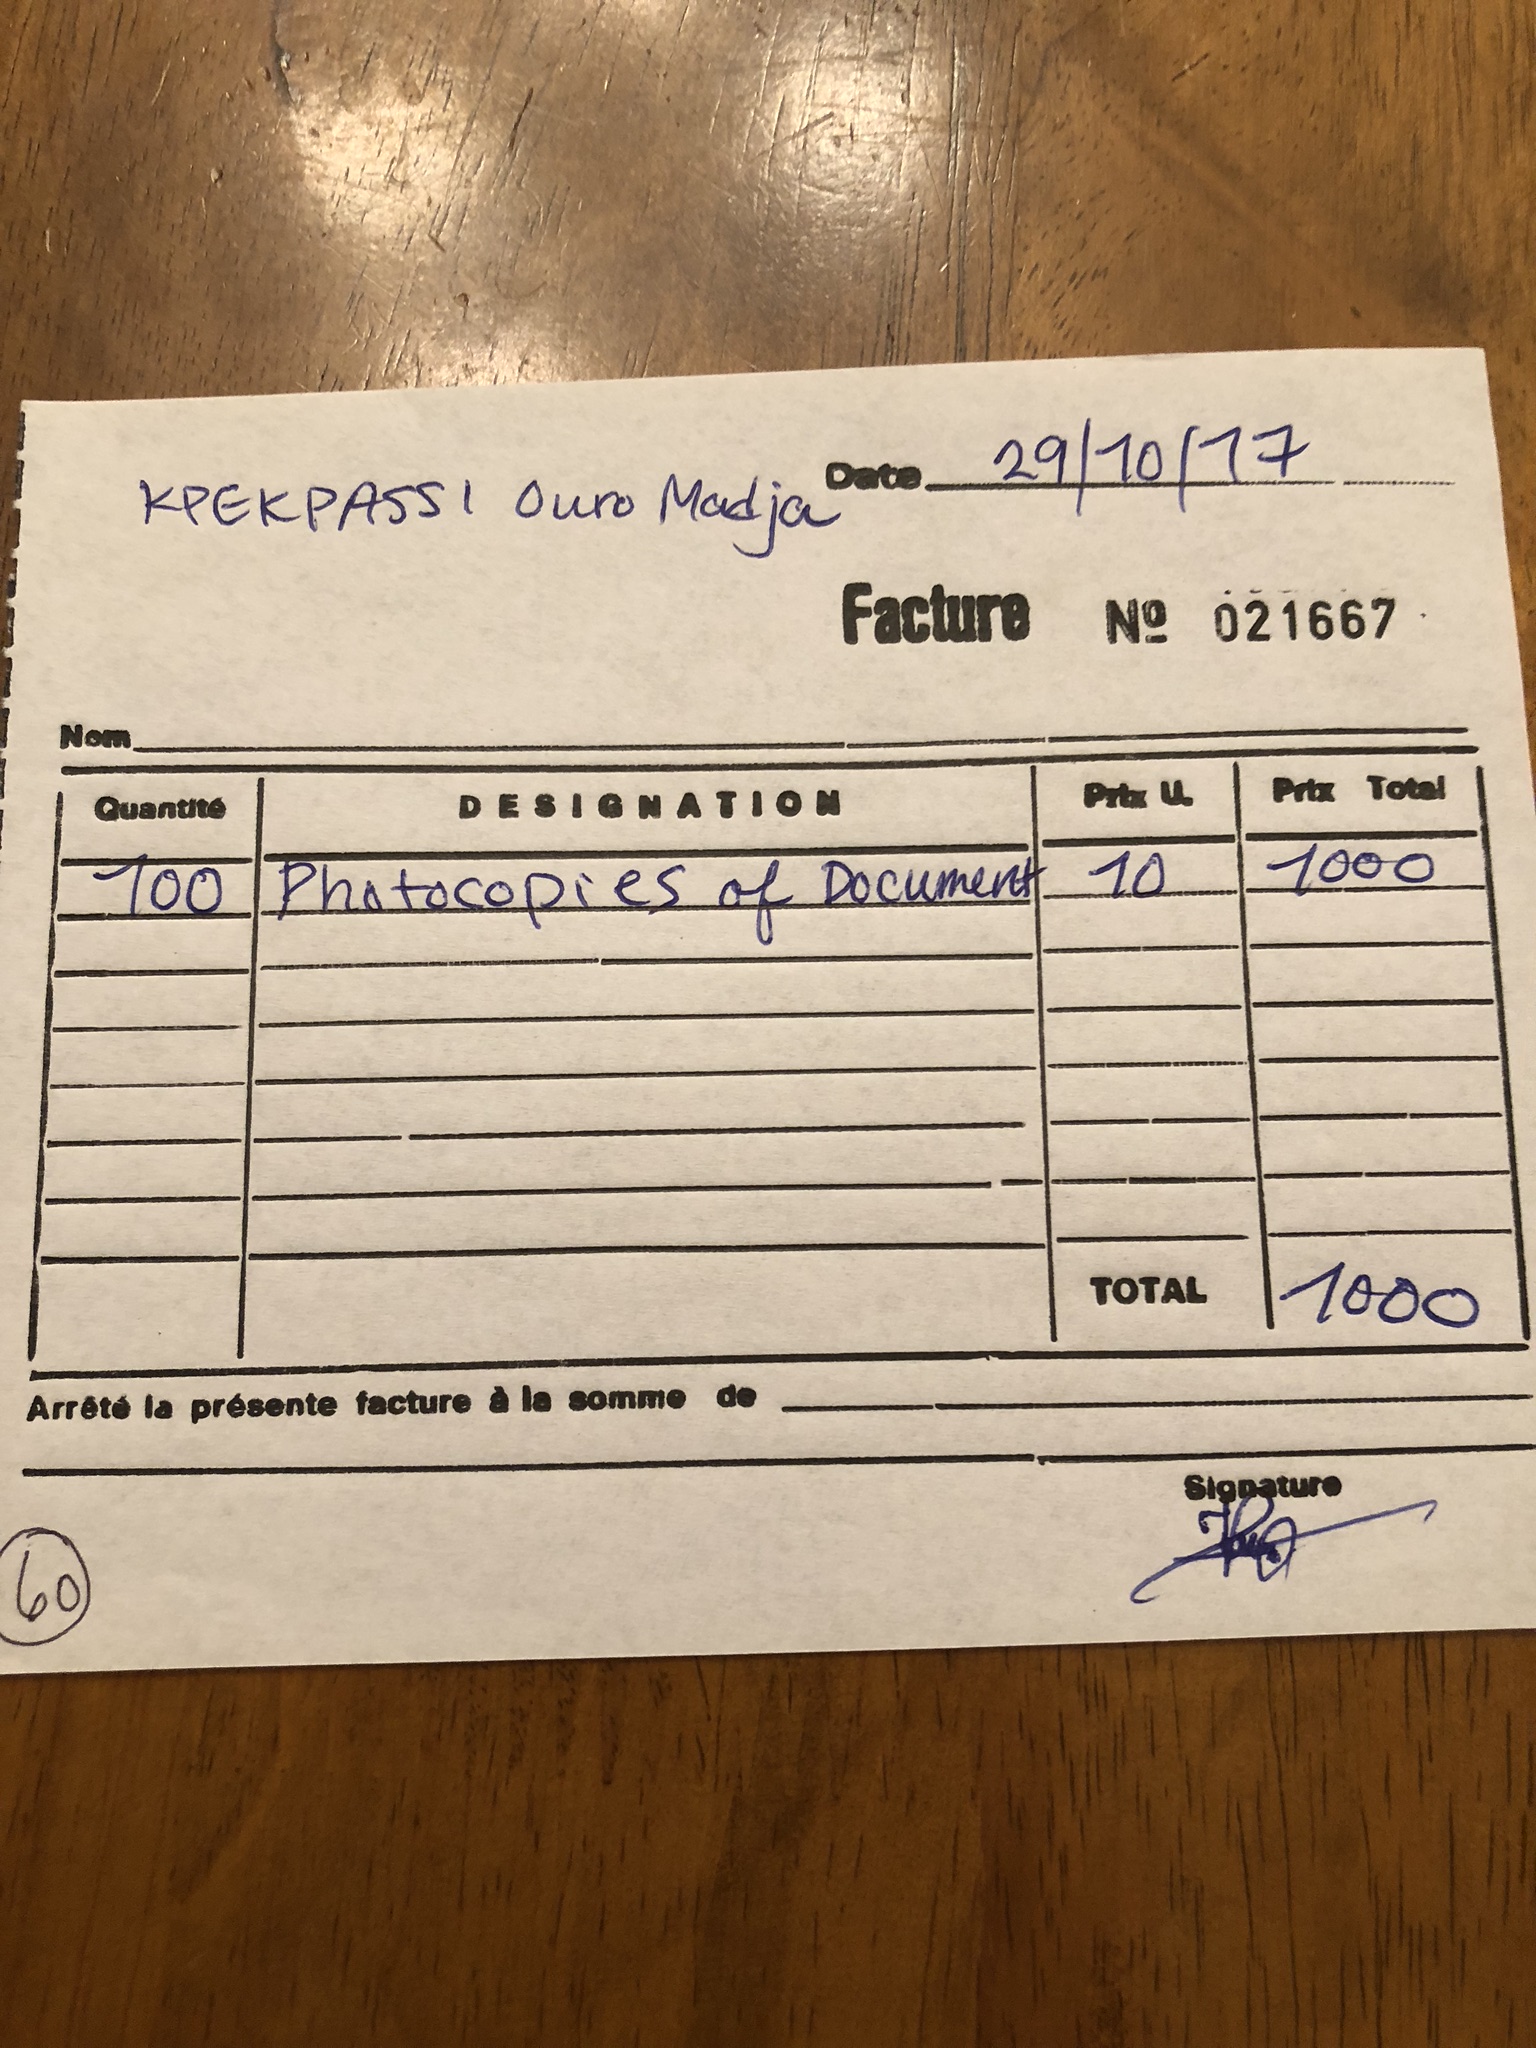 KPEKPASSI Ouro Madja Date 29/10/17
Facture Nº 021667
Nom
Quantité DESIGNATION Prix U. Prix Total
100 Photocopies of Document 10 1000
TOTAL 1000
Arrêté la présente facture à la somme de
Signature
60